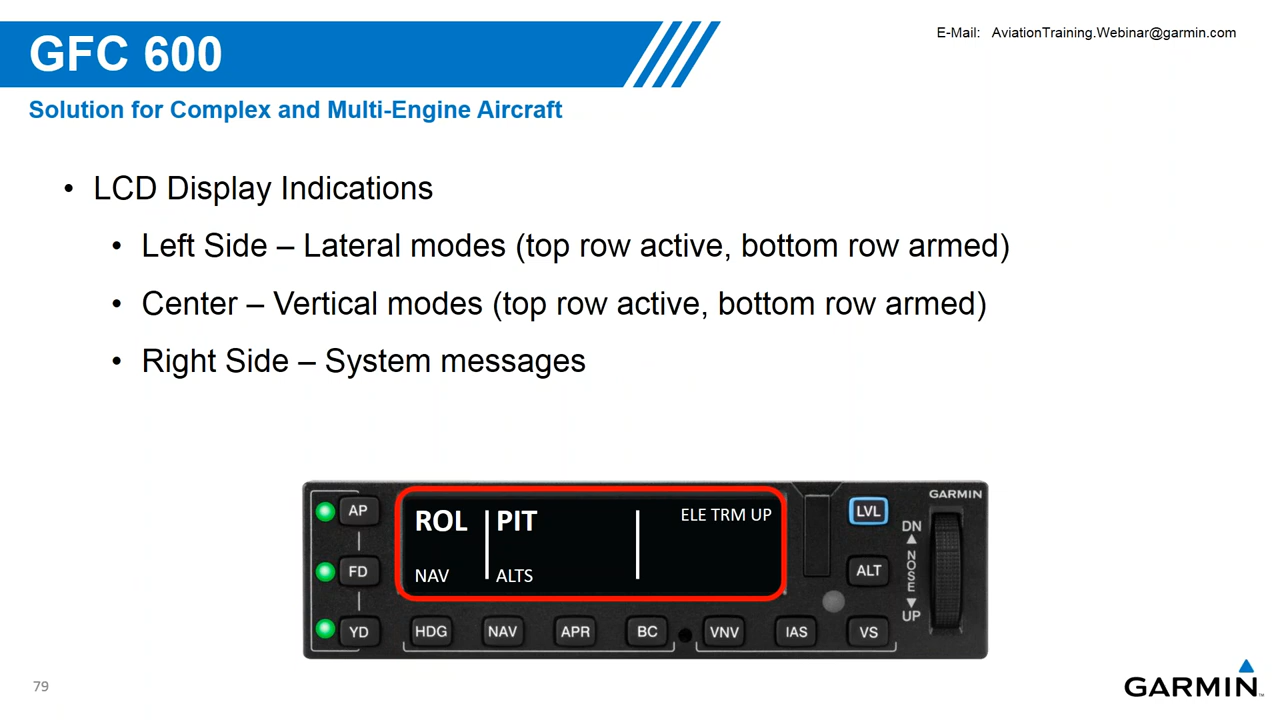 GFC 600
E-Mail: AviationTraining.Webinar@garmin.com
Solution for Complex and Multi-Engine Aircraft
• LCD Display Indications
• Left Side – Lateral modes (top row active, bottom row armed)
• Center – Vertical modes (top row active, bottom row armed)
• Right Side – System messages
GARMIN
AP
ROL
PIT
ELE TRM UP
LVL
DN
FD
NAV
ALTS
ALT
NOSE
UP
YD
HDG
NAV
APR
BC
VNV
IAS
VS
79
GARMIN™